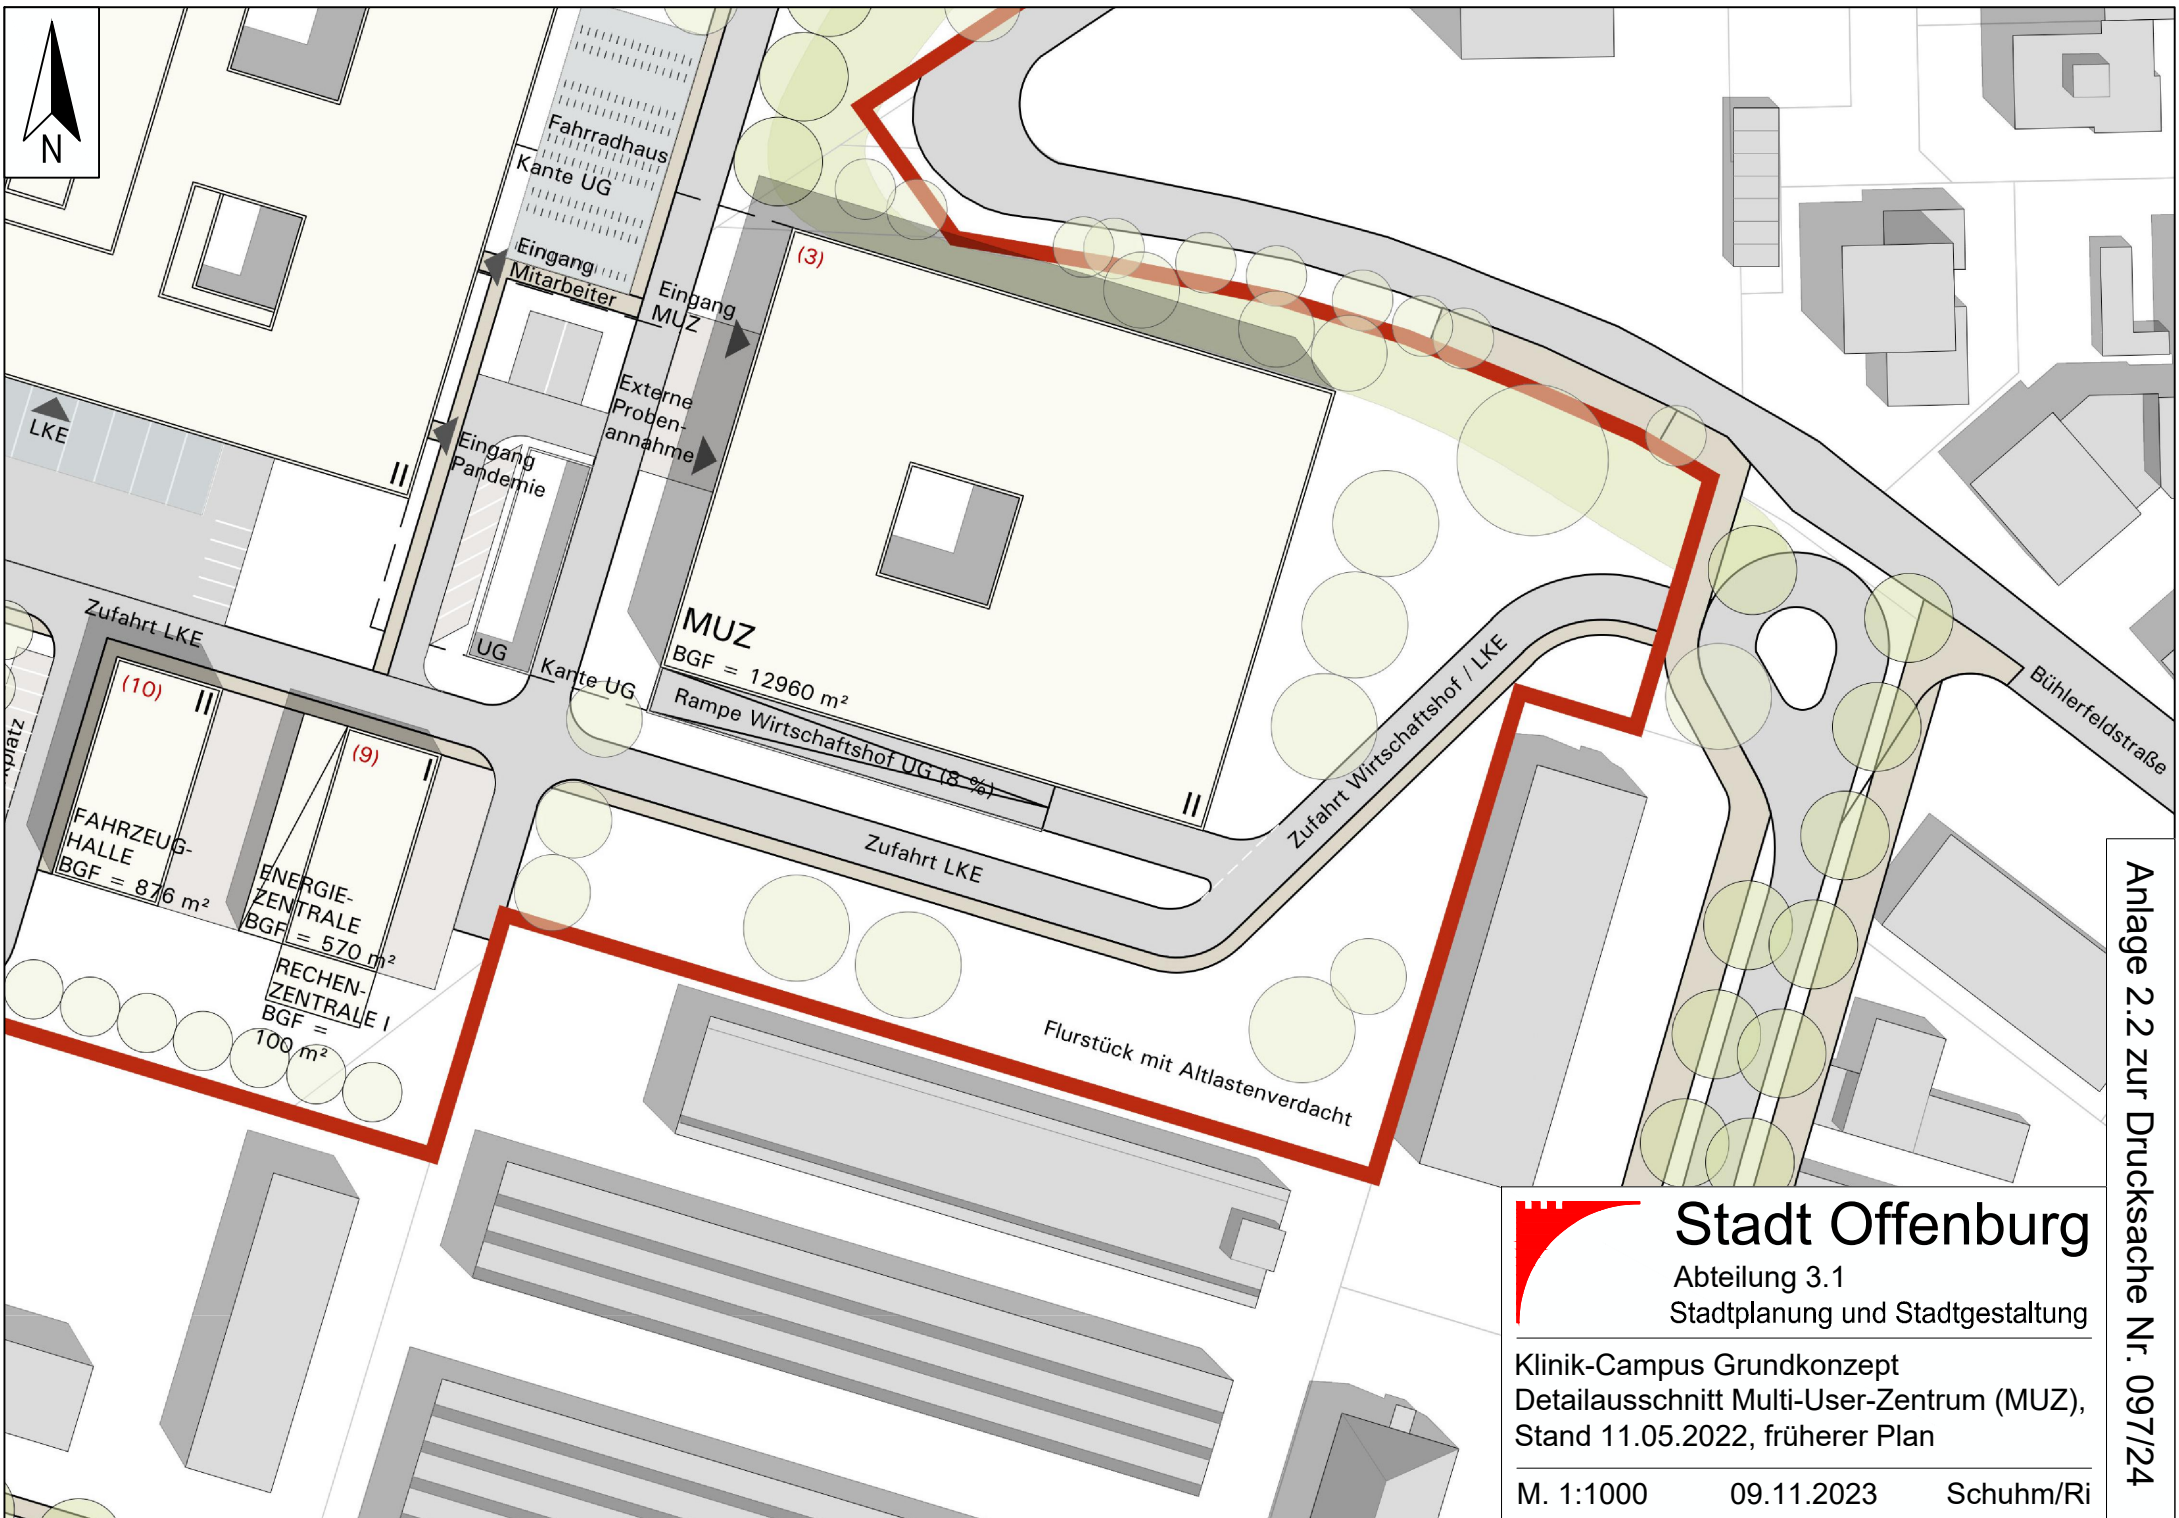 N
Fahrradhaus
Kante UG
Eingang
Mitarbeiter
Eingang
MUZ
(3)
Externe
Proben-
annahme
LKE
II
Eingang
Pandemie
Zufahrt LKE
UG
Kante UG
MUZ
BGF = 12960 m²
Rampe Wirtschaftshof UG (8 %)
II
Zufahrt Wirtschaftshof / LKE
Bühlerfeldstraße
(10)
II
(9)
I
FAHRZEUG-
HALLE
BGF = 876 m²
ENERGIE-
ZENTRALE
BGF = 570 m²
RECHEN-
ZENTRALE I
BGF =
100 m²
Zufahrt LKE
Flurstück mit Altlastenverdacht
Anlage 2.2 zur Drucksache Nr. 097/24
Stadt Offenburg
Abteilung 3.1
Stadtplanung und Stadtgestaltung
Klinik-Campus Grundkonzept
Detailausschnitt Multi-User-Zentrum (MUZ),
Stand 11.05.2022, früherer Plan
M. 1:1000 09.11.2023 Schuhm/Ri